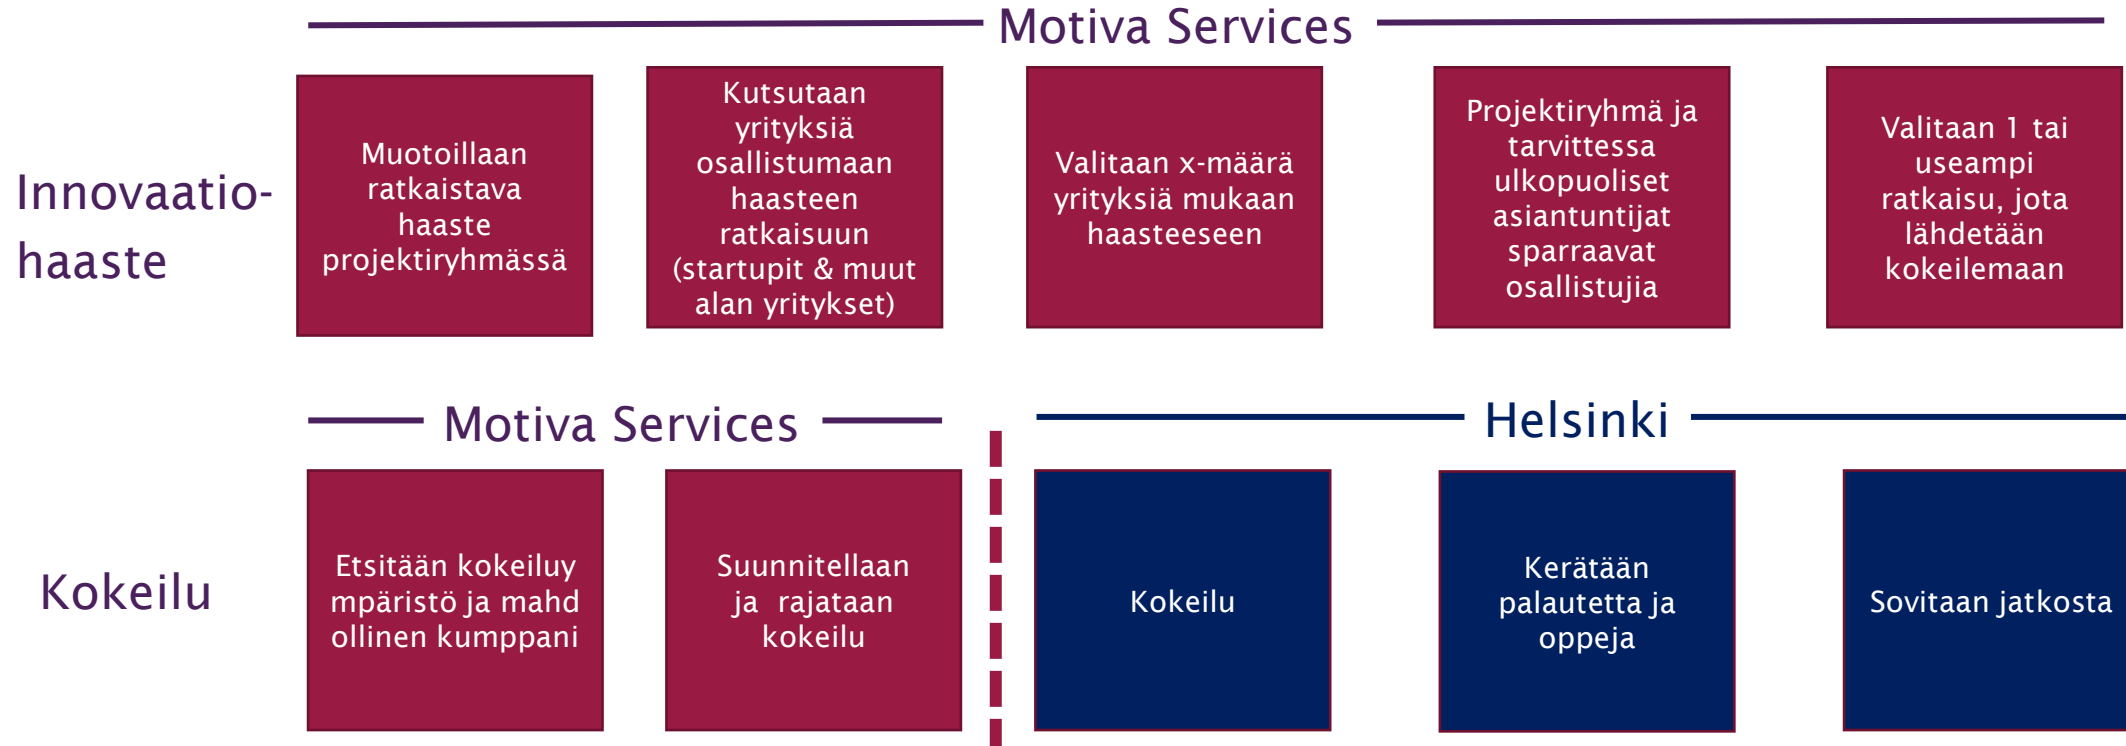 Motiva Services
Innovaatio-
haaste
Muotoillaan
ratkaistava
haaste
projektiryhmässä
Kutsutaan
yrityksiä
osallistumaan
haasteen
ratkaisuun
(startupit & muut
alan yritykset)
Valitaan x-määrä
yrityksiä mukaan
haasteeseen
Projektiryhmä ja
tarvittessa
ulkopuoliset
asiantuntijat
sparraavat
osallistujia
Valitaan 1 tai
useampi
ratkaisu, jota
lähdetään
kokeilemaan
Motiva Services
Helsinki
Kokeilu
Etsitään kokeiluy
mpäristö ja mahd
ollinen kumppani
Suunnitellaan
ja rajataan
kokeilu
Kokeilu
Kerätään
palautetta ja
oppeja
Sovitaan jatkosta